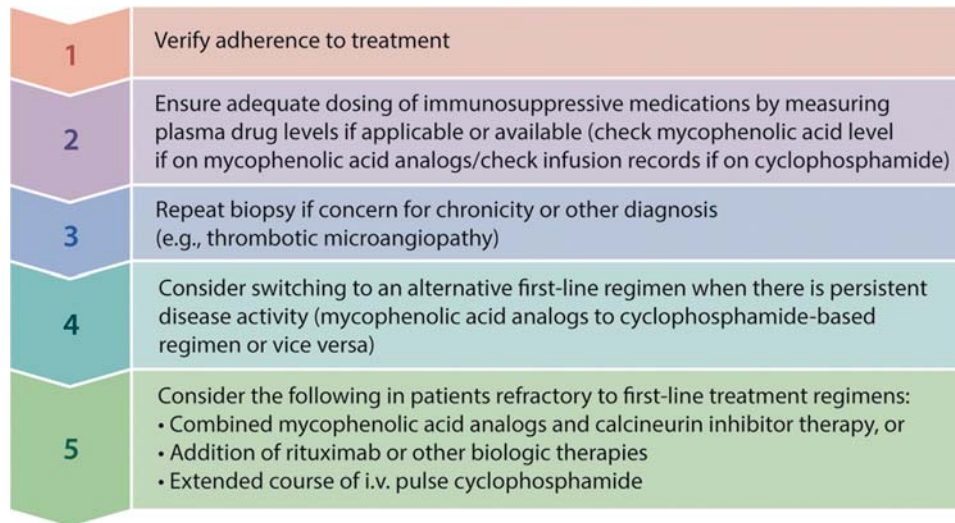 1
Verify adherence to treatment
2
Ensure adequate dosing of immunosuppressive medications by measuring
plasma drug levels if applicable or available (check mycophenolic acid level
if on mycophenolic acid analogs/check infusion records if on cyclophosphamide)
3
Repeat biopsy if concern for chronicity or other diagnosis
(e.g., thrombotic microangiopathy)
4
Consider switching to an alternative first-line regimen when there is persistent
disease activity (mycophenolic acid analogs to cyclophosphamide-based
regimen or vice versa)
5
Consider the following in patients refractory to first-line treatment regimens:
• Combined mycophenolic acid analogs and calcineurin inhibitor therapy, or
• Addition of rituximab or other biologic therapies
• Extended course of i.v. pulse cyclophosphamide